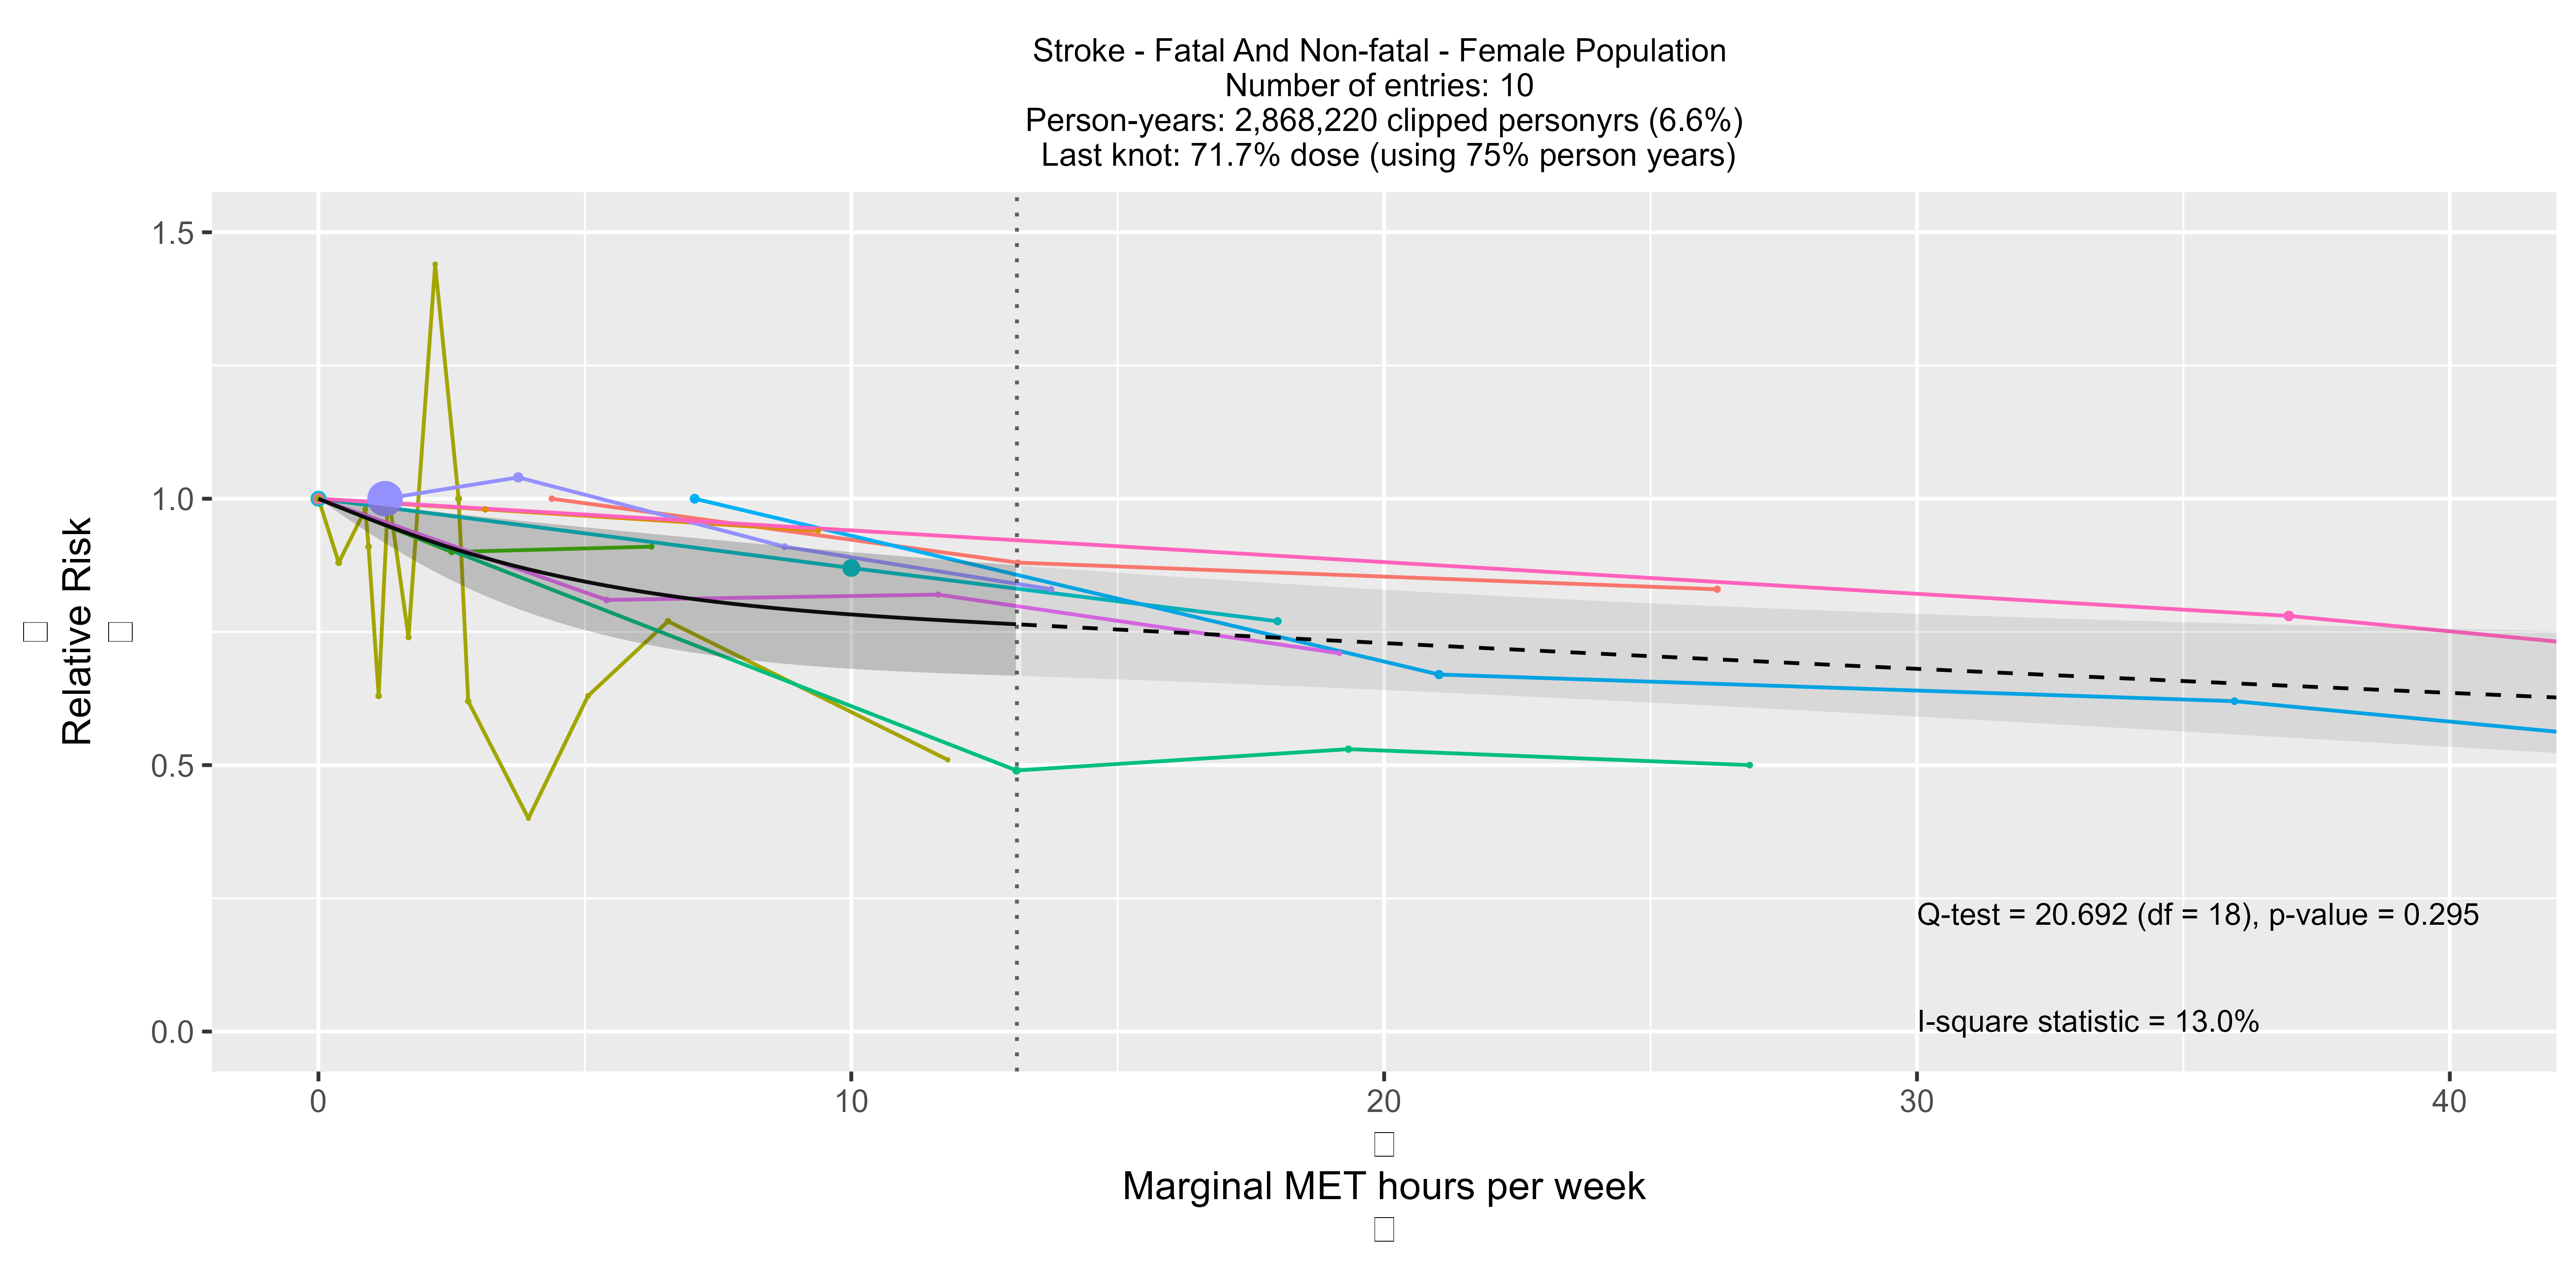 Stroke - Fatal And Non-fatal - Female Population
Number of entries: 10
Person-years: 2,868,220 clipped personyrs (6.6%)
Last knot: 71.7% dose (using 75% person years)
1.5
1.0
0.5
0.0
Relative Risk
Q-test = 20.692 (df = 18), p-value = 0.295
I-square statistic = 13.0%
0 10 20 30 40
Marginal MET hours per week